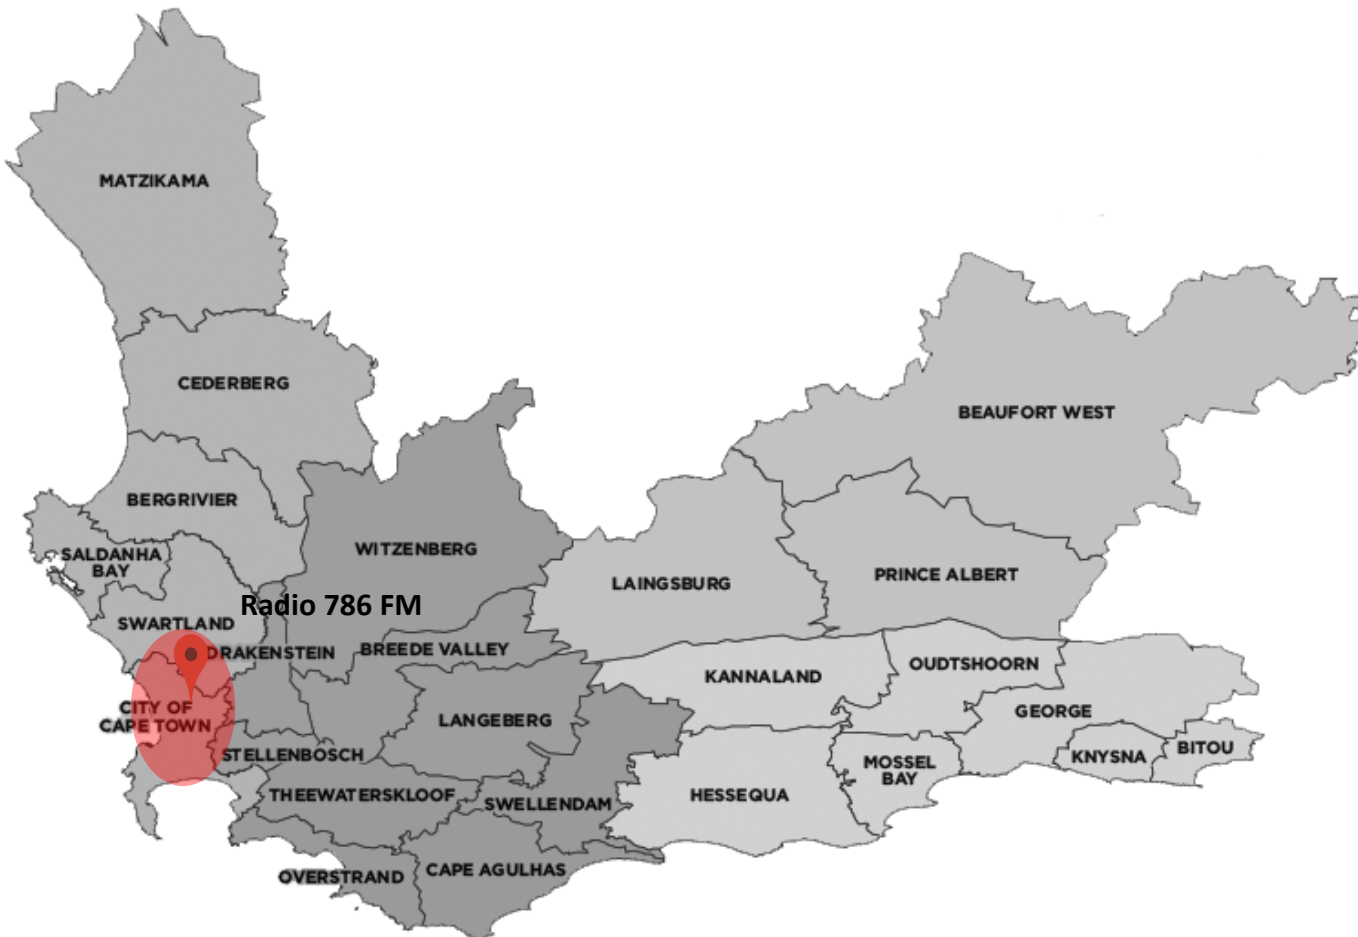 MATZIKAMA
CEDERBERG
BEAUFORT WEST
BERGRIVIER
SALDANHA
BAY
WITZENBERG
LAINGSBURG
PRINCE ALBERT
Radio 786 FM
SWARTLAND
DRAKENSTEIN
BREEDE VALLEY
OUDTSHOORN
KANNALAND
CITY OF
CAPE TOWN
LANGEBERG
GEORGE
STELLENBOSCH
MOSSEL
BAY
KNYSNA
BITOU
THEEWATERSKLOOF
SWELLENDAM
HESSEQUA
OVERSTRAND
CAPE AGULHAS